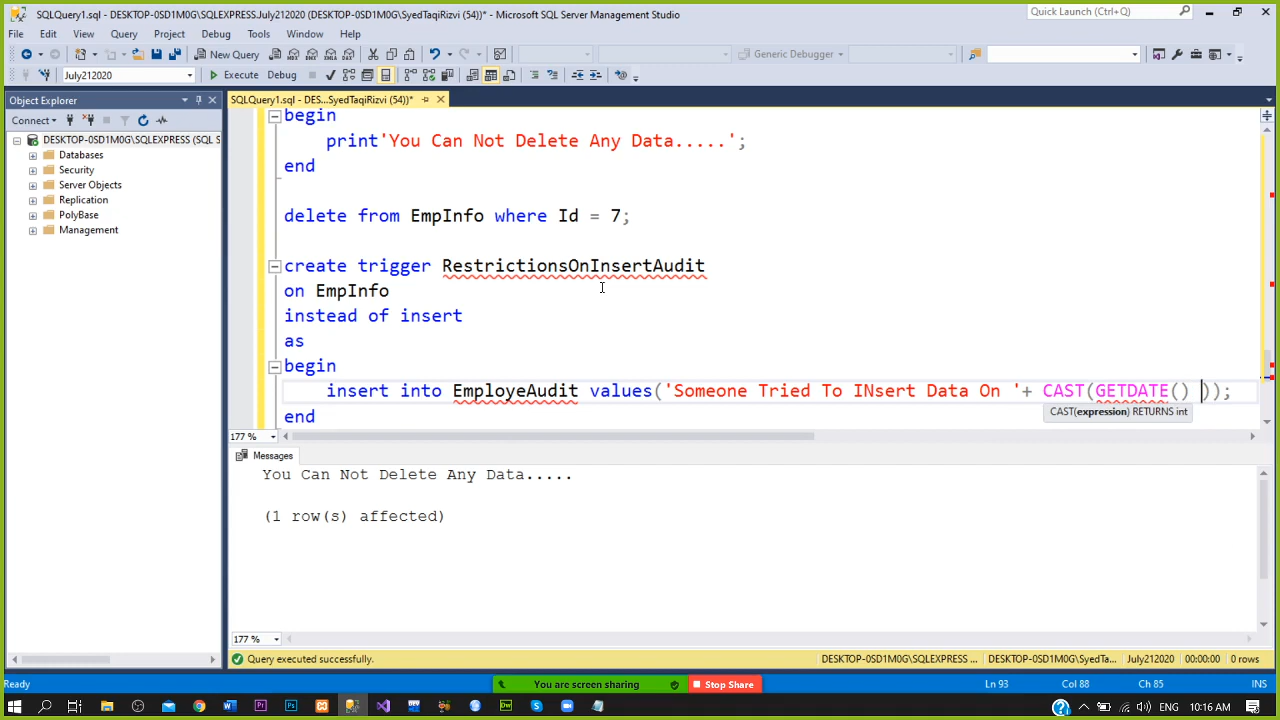 SQLQuery1.sql - DESKTOP-0SD1M0G\SQLEXPRESS.July212020 (DESKTOP-0SD1M0G\SyedTaqiRizvi (54))* - Microsoft SQL Server Management Studio
Quick Launch (Ctrl+Q)
File Edit View Query Project Debug Tools Window Help
New Query
Generic Debugger
July212020
Execute Debug
Object Explorer
SQLQuery1.sql - DES...SyedTaqiRizvi (54))*
Connect
DESKTOP-0SD1M0G\SQLEXPRESS (SQL S
Databases
Security
Server Objects
Replication
PolyBase
Management
begin
print'You Can Not Delete Any Data.....';
end
delete from EmpInfo where Id = 7;
create trigger RestrictionsOnInsertAudit
on EmpInfo
instead of insert
as
begin
insert into EmployeAudit values('Someone Tried To INsert Data On '+ CAST(GETDATE() ));
CAST(expression) RETURNS int
end
177 %
Messages
You Can Not Delete Any Data.....
(1 row(s) affected)
177 %
Query executed successfully.
DESKTOP-0SD1M0G\SQLEXPRESS ...
DESKTOP-0SD1M0G\SyedTa...
July212020
00:00:00
0 rows
Ready
You are screen sharing
Stop Share
Ln 93
Col 88
Ch 85
INS
10:16 AM